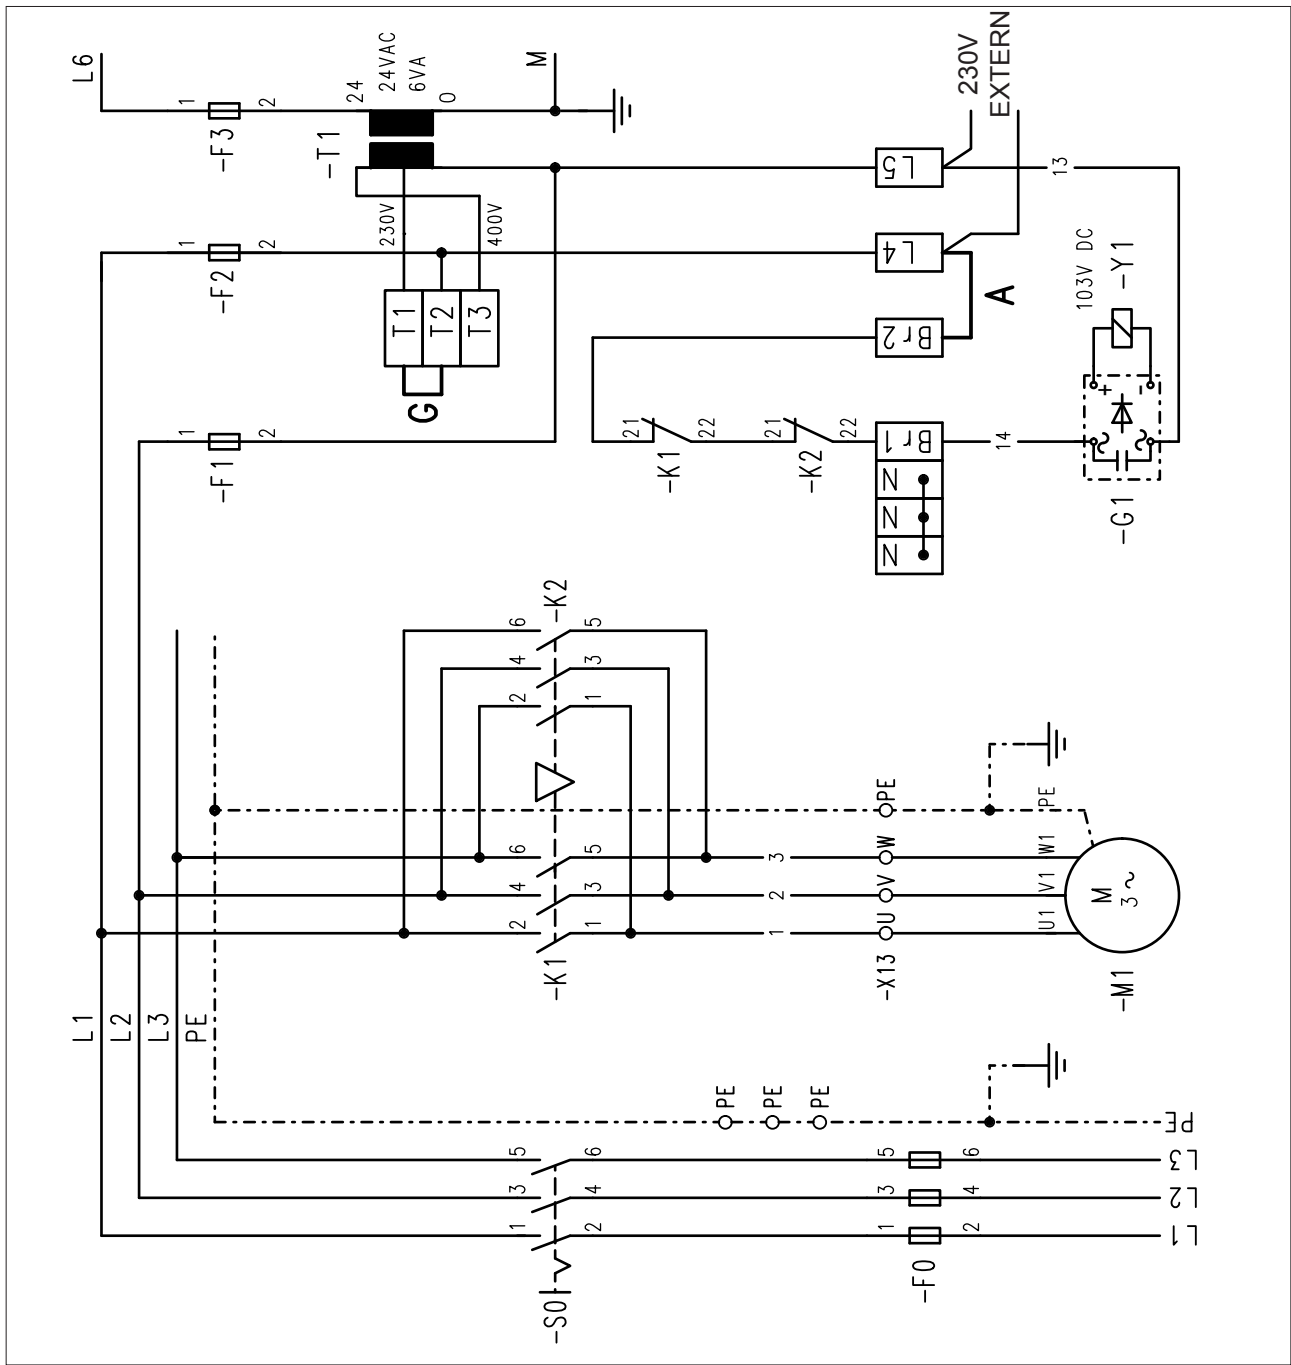 L1
L2
L3
PE
-F0
1
2
3
4
5
6
-S0
1
2
3
4
5
6
PE
PE
PE
L1
L2
L3
PE
-K1
2
1
4
3
6
5
-K2
2
1
4
3
6
5
1
2
3
-X13
U
V
W
PE
U1
V1
W1
PE
M
3~
-M1
-F1
1
2
-F2
1
2
-F3
1
2
L6
-T1
24
0
24VAC
6VA
M
230V
400V
T1
T2
T3
G
-K1
21
22
-K2
21
22
N
N
N
Br1
Br2
L4
L5
A
230V
EXTERN
13
14
-G1
+
-
103V DC
-Y1